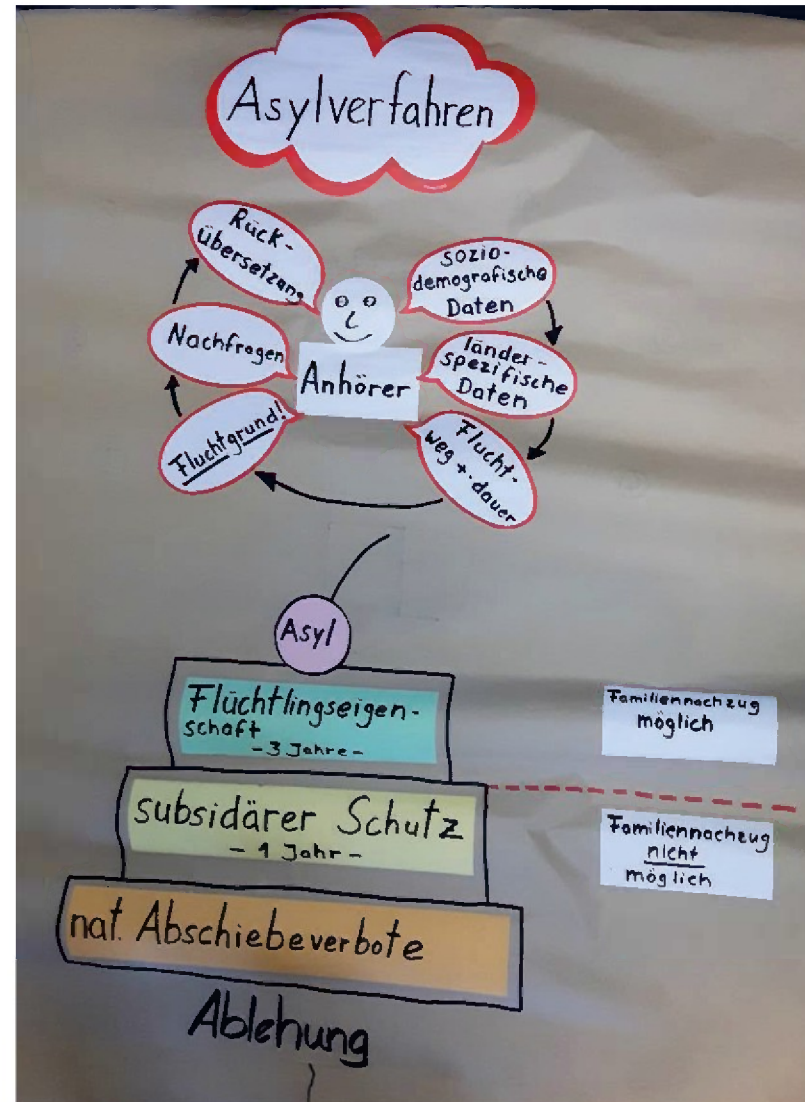 Asylverfahren
Rück-
übersetzung
sozio-
demografische
Daten
Nachfragen
Anhörer
länder-
spezifische
Daten
Fluchtgrund!
Flucht-
weg + -dauer
Asyl
Flüchtlingseigen-
schaft
- 3 Jahre -
Familiennachzug
möglich
subsidärer Schutz
- 1 Jahr -
Familiennachzug
nicht
möglich
nat. Abschiebeverbote
Ablehung